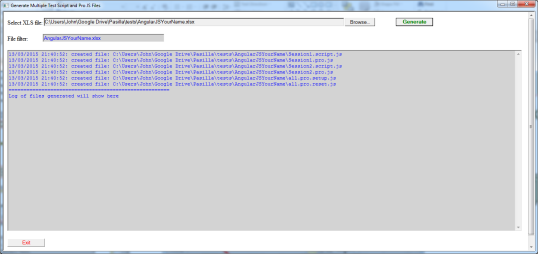 Generate Multiple Test Script and Pro JS Files
Select XLS file: C:\Users\John\Google Drive\Pasilla\tests\AngularJSYourName.xlsx Browse.. Generate
File filter: AngularJSYourName.xlsx
13/03/2015 21:40:52: created file: C:\Users\John\Google Drive\Pasilla\tests\AngularJSYourName\Session1.script.js
13/03/2015 21:40:52: created file: C:\Users\John\Google Drive\Pasilla\tests\AngularJSYourName\Session1.pro.js
13/03/2015 21:40:52: created file: C:\Users\John\Google Drive\Pasilla\tests\AngularJSYourName\Session2.script.js
13/03/2015 21:40:52: created file: C:\Users\John\Google Drive\Pasilla\tests\AngularJSYourName\Session2.pro.js
13/03/2015 21:40:52: created file: C:\Users\John\Google Drive\Pasilla\tests\AngularJSYourName\all.pro.setup.js
13/03/2015 21:40:52: created file: C:\Users\John\Google Drive\Pasilla\tests\AngularJSYourName\all.pro.reset.js
Log of files generated will show here
Exit